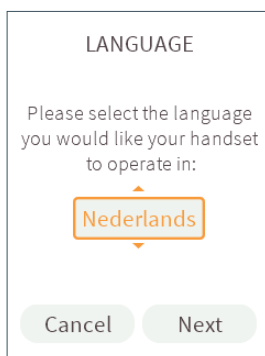 LANGUAGE
Please select the language
you would like your handset
to operate in:
Nederlands
Cancel Next